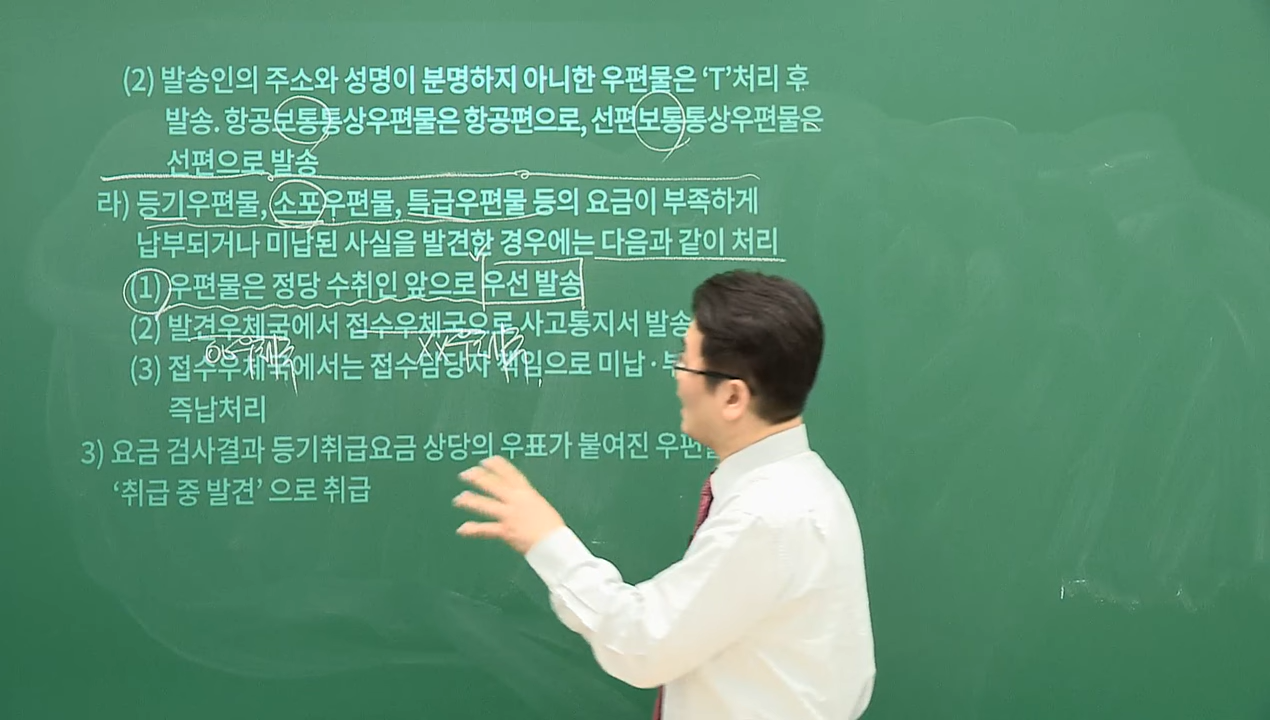 (2) 발송인의 주소와 성명이 분명하지 아니한 우편물은 ‘T’처리 후
발송. 항공보통통상우편물은 항공편으로, 선편보통통상우편물은
선편으로 발송
라) 등기우편물, 소포우편물, 특급우편물 등의 요금이 부족하게
납부되거나 미납된 사실을 발견한 경우에는 다음과 같이 처리
(1) 우편물은 정당 수취인 앞으로 우선 발송
(2) 발견우체국에서 접수우체국으로 사고통지서 발송
(3) 접수우체국에서는 접수담당자 책임으로 미납·부
즉납처리
3) 요금 검사결과 등기취급요금 상당의 우표가 붙여진 우편
‘취급 중 발견’ 으로 취급